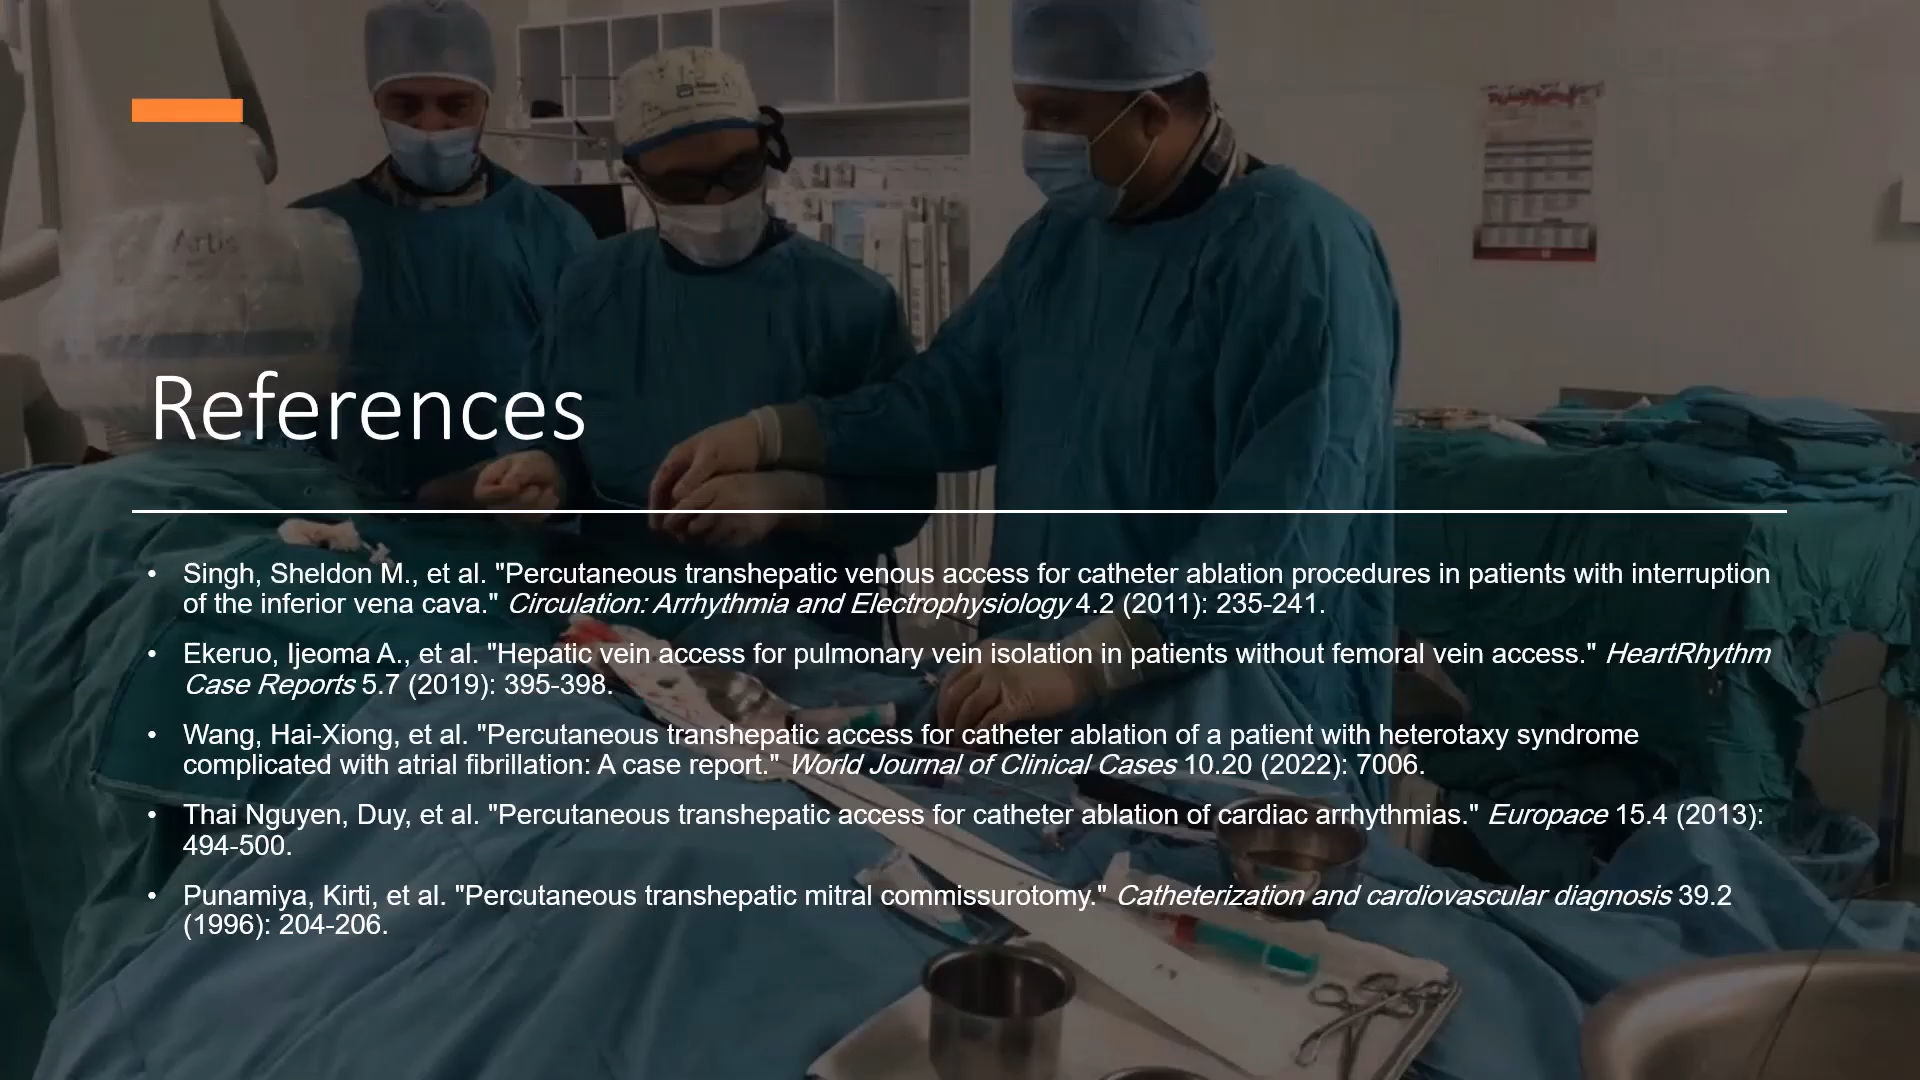 Artis
References
• Singh, Sheldon M., et al. "Percutaneous transhepatic venous access for catheter ablation procedures in patients with interruption
of the inferior vena cava." Circulation: Arrhythmia and Electrophysiology 4.2 (2011): 235-241.
• Ekeruo, Ijeoma A., et al. "Hepatic vein access for pulmonary vein isolation in patients without femoral vein access." HeartRhythm
Case Reports 5.7 (2019): 395-398.
• Wang, Hai-Xiong, et al. "Percutaneous transhepatic access for catheter ablation of a patient with heterotaxy syndrome
complicated with atrial fibrillation: A case report." World Journal of Clinical Cases 10.20 (2022): 7006.
• Thai Nguyen, Duy, et al. "Percutaneous transhepatic access for catheter ablation of cardiac arrhythmias." Europace 15.4 (2013):
494-500.
• Punamiya, Kirti, et al. "Percutaneous transhepatic mitral commissurotomy." Catheterization and cardiovascular diagnosis 39.2
(1996): 204-206.